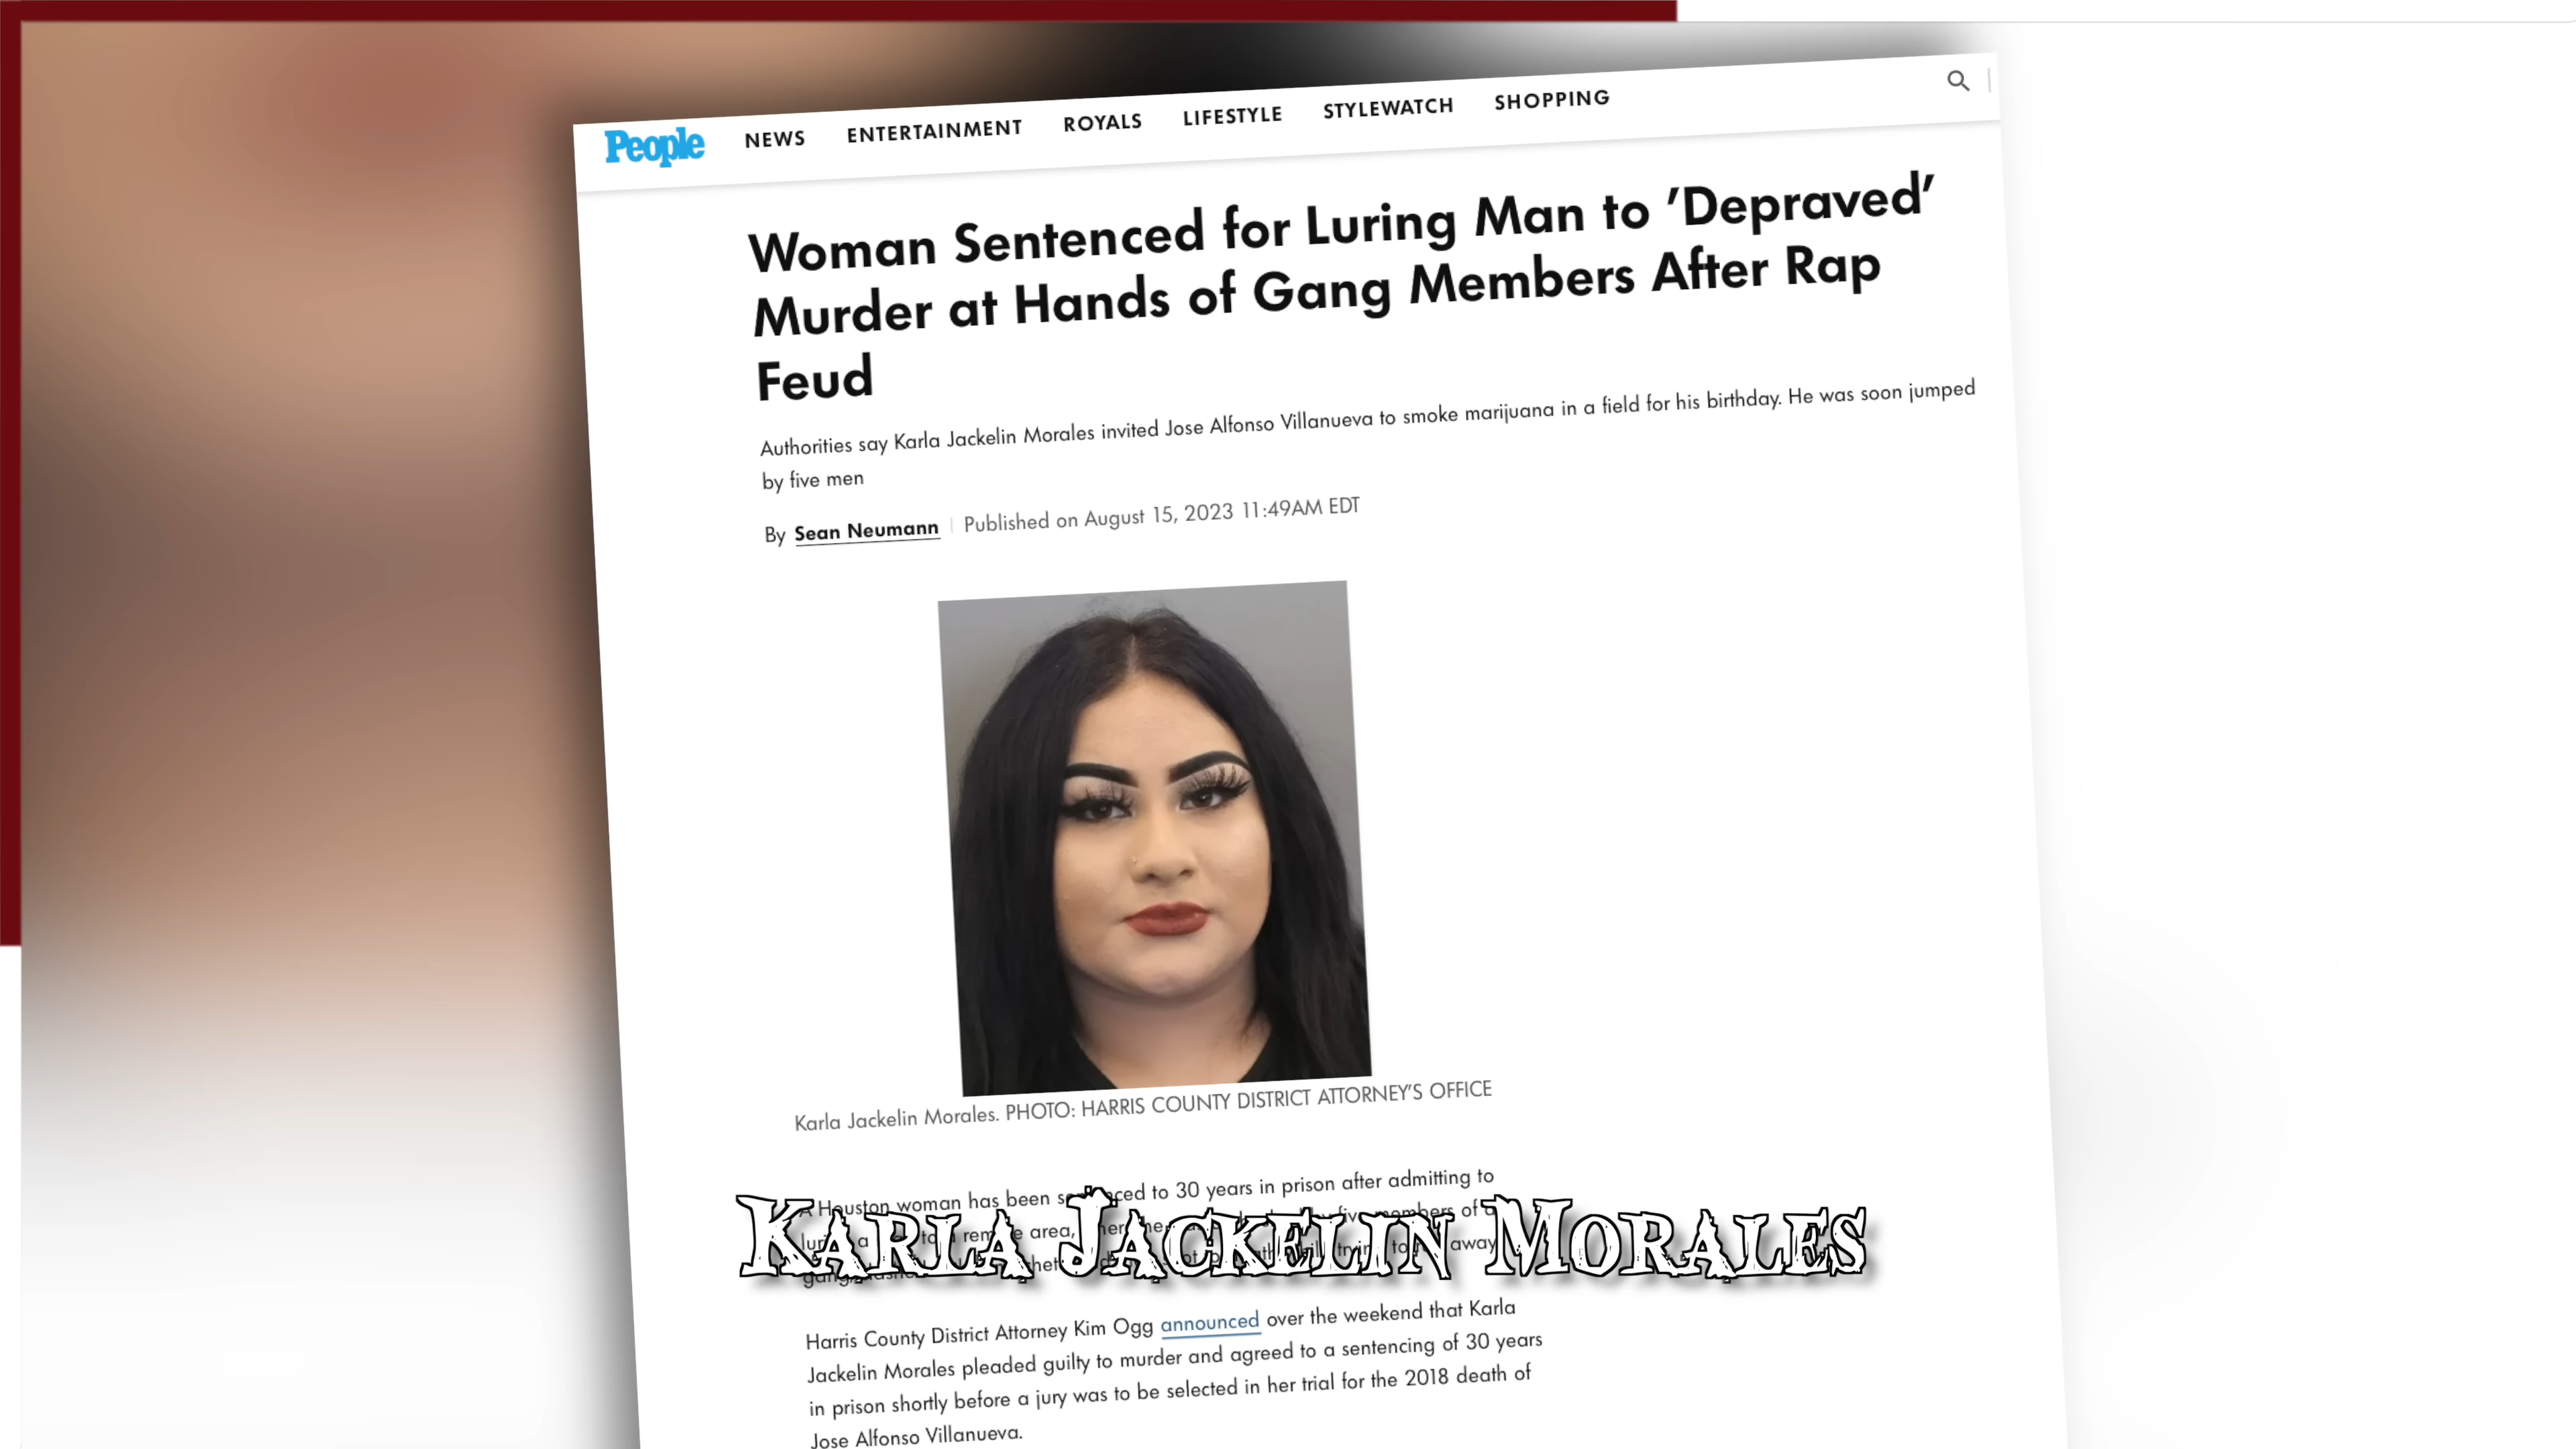 People NEWS ENTERTAINMENT ROYALS LIFESTYLE STYLEWATCH SHOPPING
Woman Sentenced for Luring Man to 'Depraved'
Murder at Hands of Gang Members After Rap
Feud
Authorities say Karla Jackelin Morales invited Jose Alfonso Villanueva to smoke marijuana in a field for his birthday. He was soon jumped
by five men
By Sean Neumann | Published on August 15, 2023 11:49AM EDT
Karla Jackelin Morales. PHOTO: HARRIS COUNTY DISTRICT ATTORNEY'S OFFICE
A Houston woman has been sentenced to 30 years in prison after admitting to
a area, members of a
away
KARLA JACKELIN MORALES
Harris County District Attorney Kim Ogg announced over the weekend that Karla
Jackelin Morales pleaded guilty to murder and agreed to a sentencing of 30 years
in prison shortly before a jury was to be selected in her trial for the 2018 death of
Jose Alfonso Villanueva.